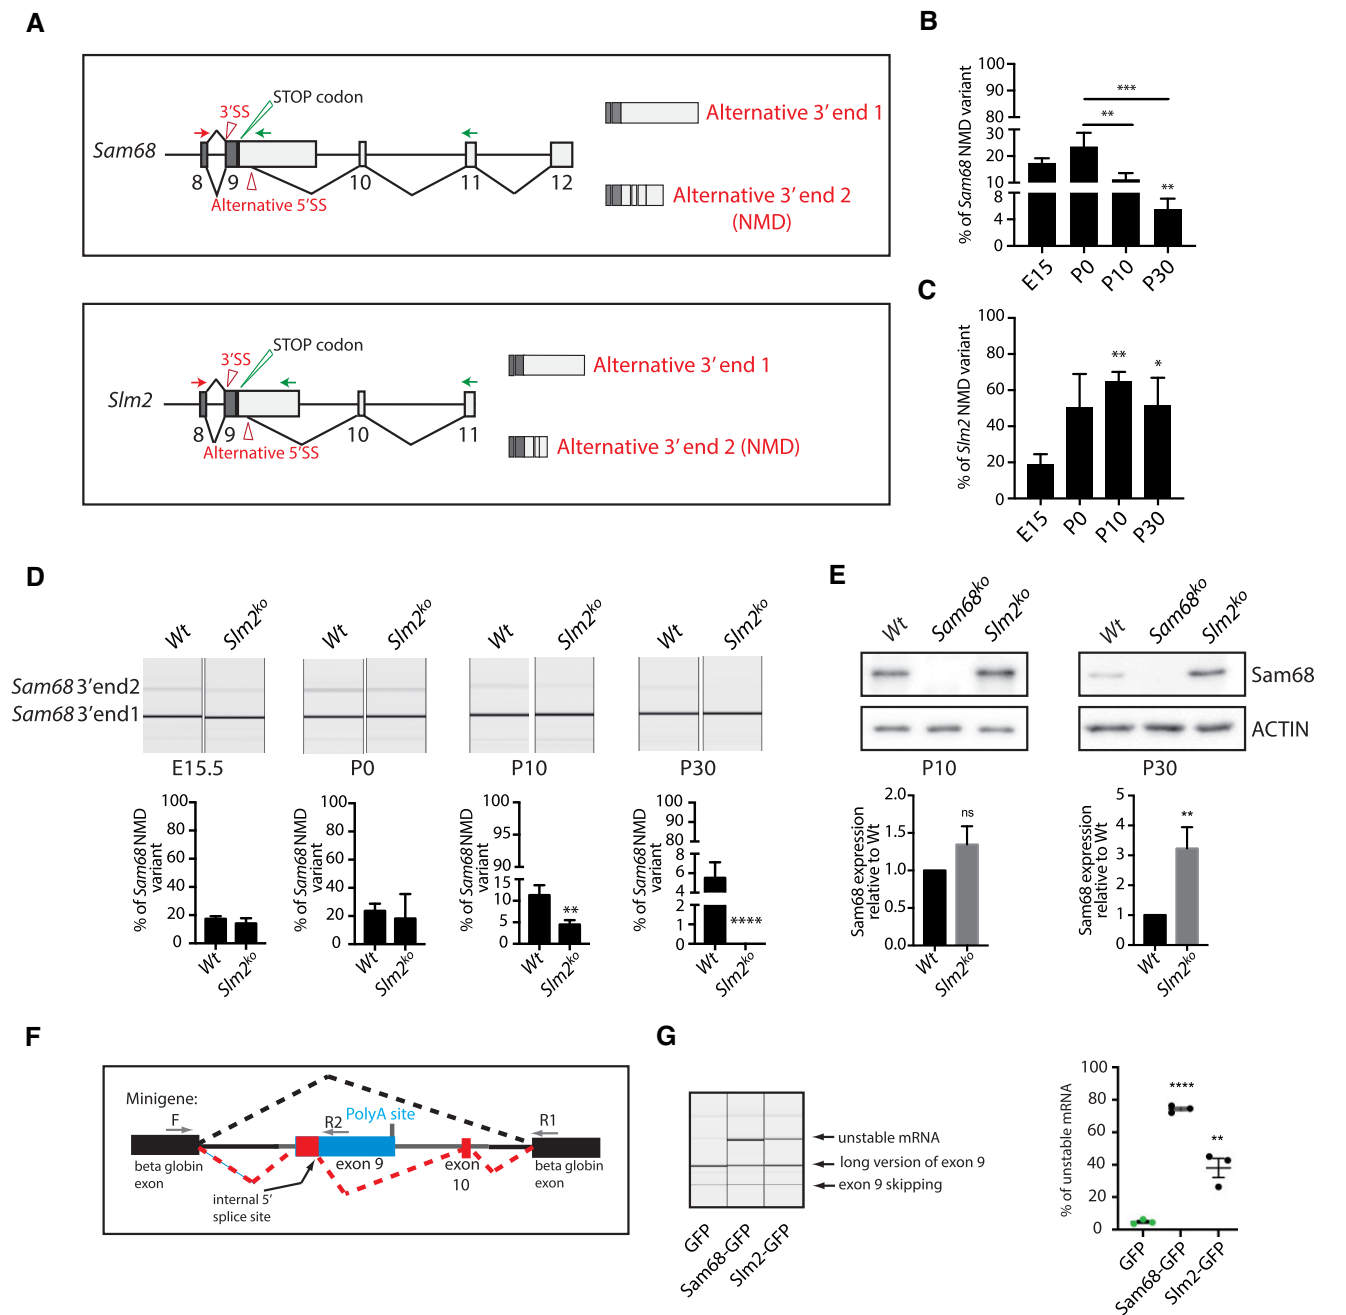 A
3'SS
STOP codon
Sam68
8
9
10
11
12
Alternative 5'SS
Alternative 3' end 1
Alternative 3' end 2
(NMD)
3'SS
STOP codon
Slm2
8
9
10
11
Alternative 5'SS
Alternative 3' end 1
Alternative 3' end 2 (NMD)
B
% of Sam68 NMD variant
100
90
80
30
20
10
8
4
0
***
**
**
E15
P0
P10
P30
C
% of Slm2 NMD variant
100
80
60
40
20
0
**
*
E15
P0
P10
P30
D
Wt
Slm2ko
Wt
Slm2ko
Wt
Slm2ko
Wt
Slm2ko
Sam68 3'end2
Sam68 3'end1
E15.5
P0
P10
P30
% of Sam68 NMD
variant
100
80
60
40
20
0
Wt
Slm2ko
% of Sam68 NMD
variant
100
80
60
40
20
0
Wt
Slm2ko
% of Sam68 NMD
variant
100
95
90
15
10
5
0
**
Wt
Slm2ko
% of Sam68 NMD
variant
100
90
80
8
6
4
2
1
0
****
Wt
Slm2ko
E
Wt
Sam68ko
Slm2ko
Wt
Sam68ko
Slm2ko
Sam68
ACTIN
P10
P30
Sam68 expression
relative to Wt
2.0
1.5
1.0
0.5
0.0
ns
Wt
Slm2ko
Sam68 expression
relative to Wt
5
4
3
2
1
0
**
Wt
Slm2ko
F
Minigene:
F
R2
PolyA site
R1
beta globin
exon
exon 9
exon
10
beta globin
exon
internal 5'
splice site
G
unstable mRNA
long version of exon 9
exon 9 skipping
GFP
Sam68-GFP
Slm2-GFP
% of unstable mRNA
100
80
60
40
20
0
****
**
GFP
Sam68-GFP
Slm2-GFP